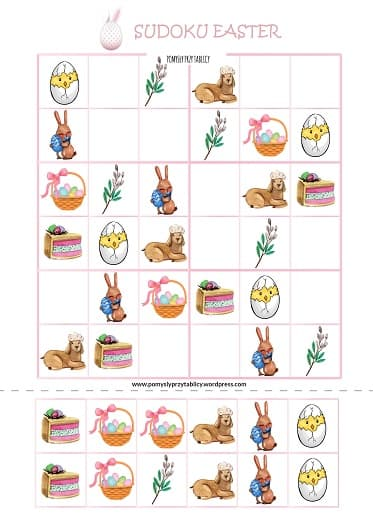 SUDOKU EASTER
POMYSŁY PRZY TABLICY
www.pomyslyprzytablicy.wordpress.com